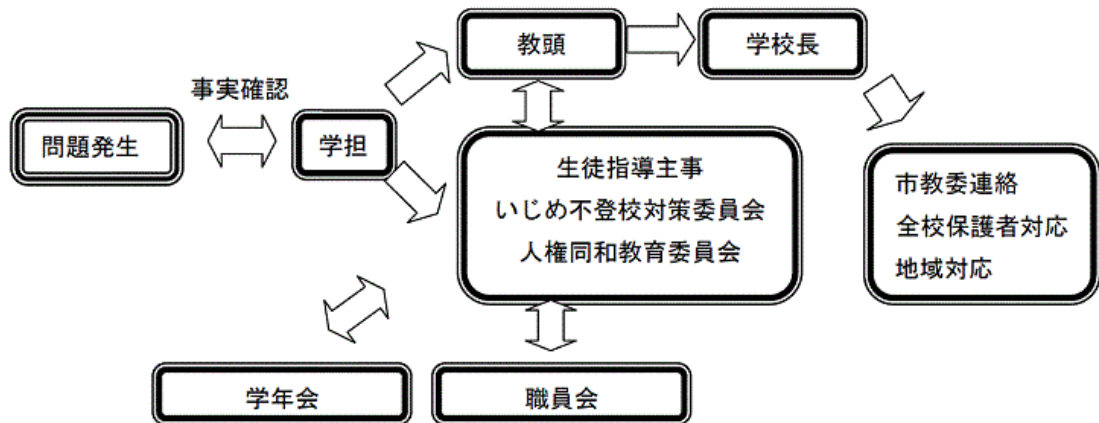 教頭
学校長
事実確認
問題発生
学担
生徒指導主事
いじめ不登校対策委員会
人権同和教育委員会
市教委連絡
全校保護者対応
地域対応
学年会
職員会